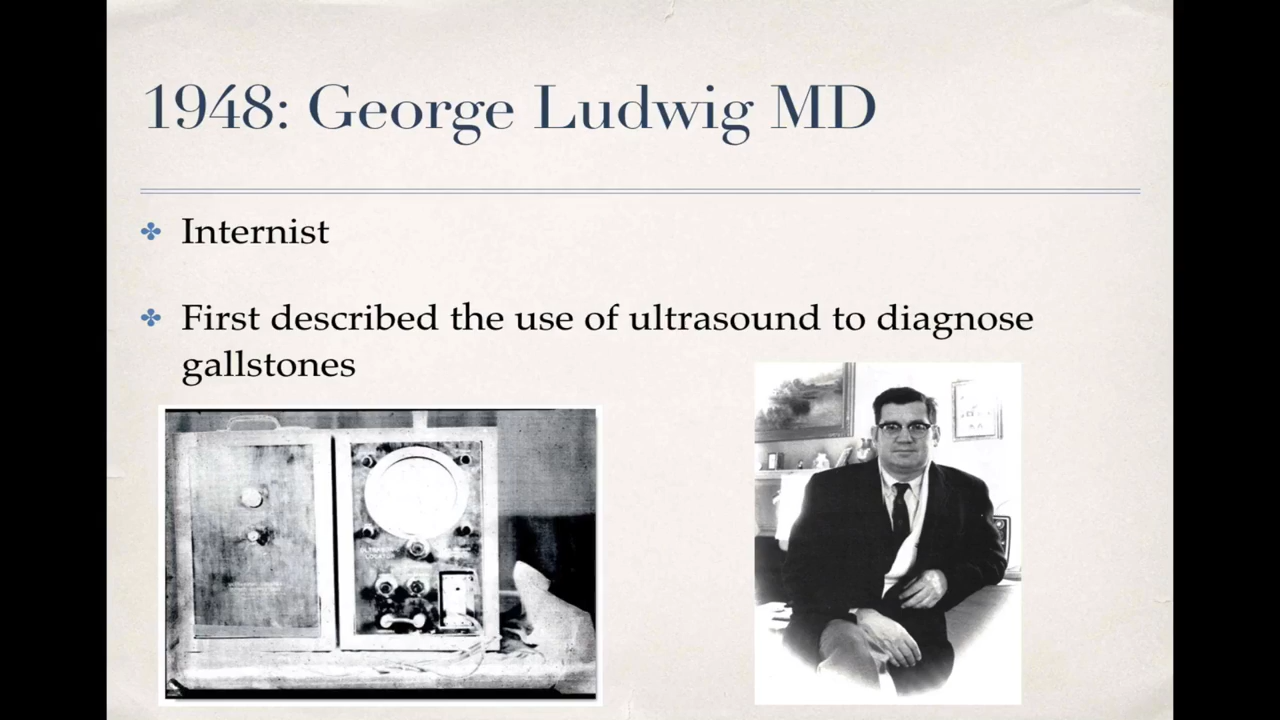 1948: George Ludwig MD
Internist
First described the use of ultrasound to diagnose
gallstones